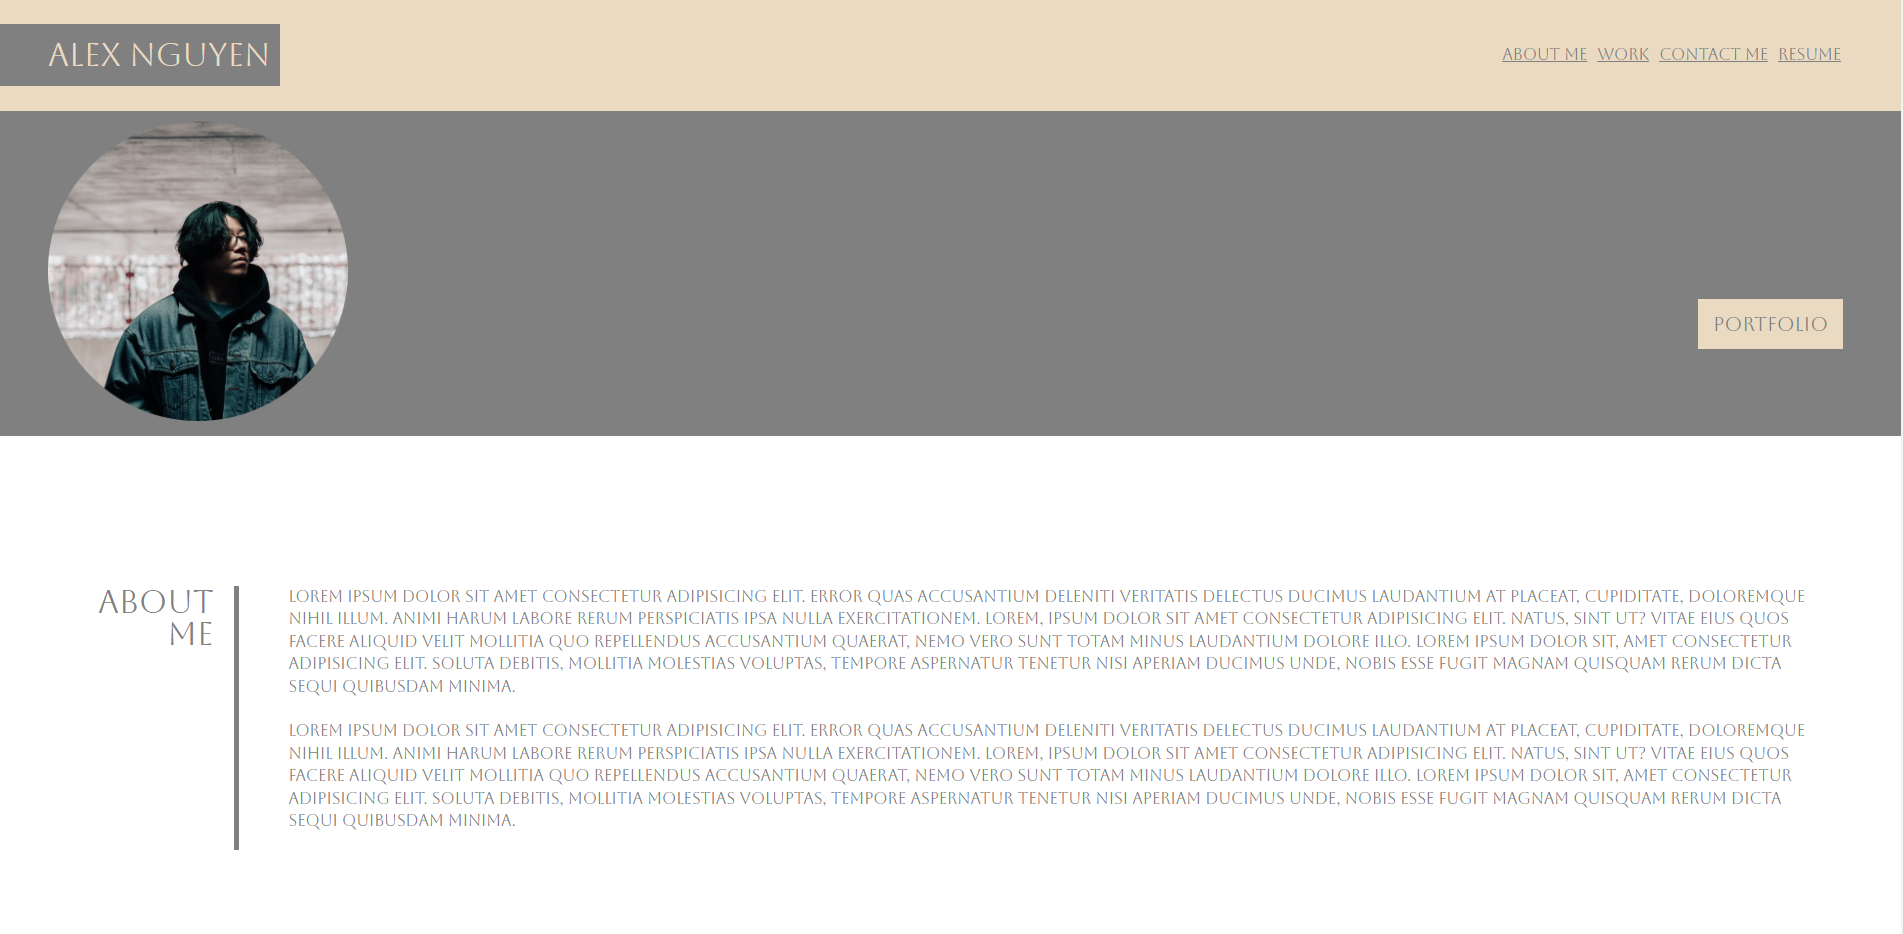 ALEX NGUYEN
ABOUT ME WORK CONTACT ME RESUME
PORTFOLIO
ABOUT
ME
LOREM IPSUM DOLOR SIT AMET CONSECTETUR ADIPISICING ELIT. ERROR QUAS ACCUSANTIUM DELENITI VERITATIS DELECTUS DUCIMUS LAUDANTIUM AT PLACEAT, CUPIDITATE, DOLOREMQUE
NIHIL ILLUM. ANIMI HARUM LABORE RERUM PERSPICIATIS IPSA NULLA EXERCITATIONEM. LOREM, IPSUM DOLOR SIT AMET CONSECTETUR ADIPISICING ELIT. NATUS, SINT UT? VITAE EIUS QUOS
FACERE ALIQUID VELIT MOLLITIA QUO REPELLENDUS ACCUSANTIUM QUAERAT, NEMO VERO SUNT TOTAM MINUS LAUDANTIUM DOLORE ILLO. LOREM IPSUM DOLOR SIT, AMET CONSECTETUR
ADIPISICING ELIT. SOLUTA DEBITIS, MOLLITIA MOLESTIAS VOLUPTAS, TEMPORE ASPERNATUR TENETUR NISI APERIAM DUCIMUS UNDE, NOBIS ESSE FUGIT MAGNAM QUISQUAM RERUM DICTA
SEQUI QUIBUSDAM MINIMA.
LOREM IPSUM DOLOR SIT AMET CONSECTETUR ADIPISICING ELIT. ERROR QUAS ACCUSANTIUM DELENITI VERITATIS DELECTUS DUCIMUS LAUDANTIUM AT PLACEAT, CUPIDITATE, DOLOREMQUE
NIHIL ILLUM. ANIMI HARUM LABORE RERUM PERSPICIATIS IPSA NULLA EXERCITATIONEM. LOREM, IPSUM DOLOR SIT AMET CONSECTETUR ADIPISICING ELIT. NATUS, SINT UT? VITAE EIUS QUOS
FACERE ALIQUID VELIT MOLLITIA QUO REPELLENDUS ACCUSANTIUM QUAERAT, NEMO VERO SUNT TOTAM MINUS LAUDANTIUM DOLORE ILLO. LOREM IPSUM DOLOR SIT, AMET CONSECTETUR
ADIPISICING ELIT. SOLUTA DEBITIS, MOLLITIA MOLESTIAS VOLUPTAS, TEMPORE ASPERNATUR TENETUR NISI APERIAM DUCIMUS UNDE, NOBIS ESSE FUGIT MAGNAM QUISQUAM RERUM DICTA
SEQUI QUIBUSDAM MINIMA.